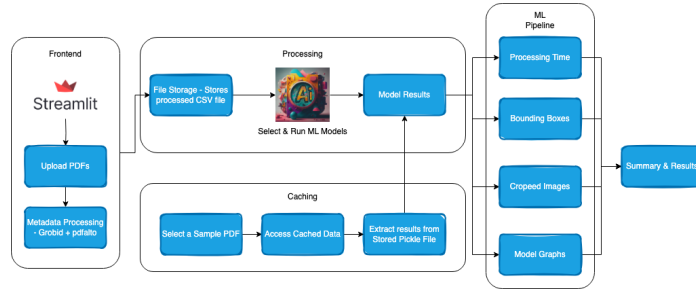 Frontend
Streamlit
Upload PDFs
Metadata Processing
- Grobid + pdfalto
Processing
File Storage - Stores
processed CSV file
Ai
Select & Run ML Models
Model Results
Caching
Select a Sample PDF
Access Cached Data
Extract results from
Stored Pickle File
ML
Pipeline
Processing Time
Bounding Boxes
Cropeed Images
Model Graphs
Summary & Results